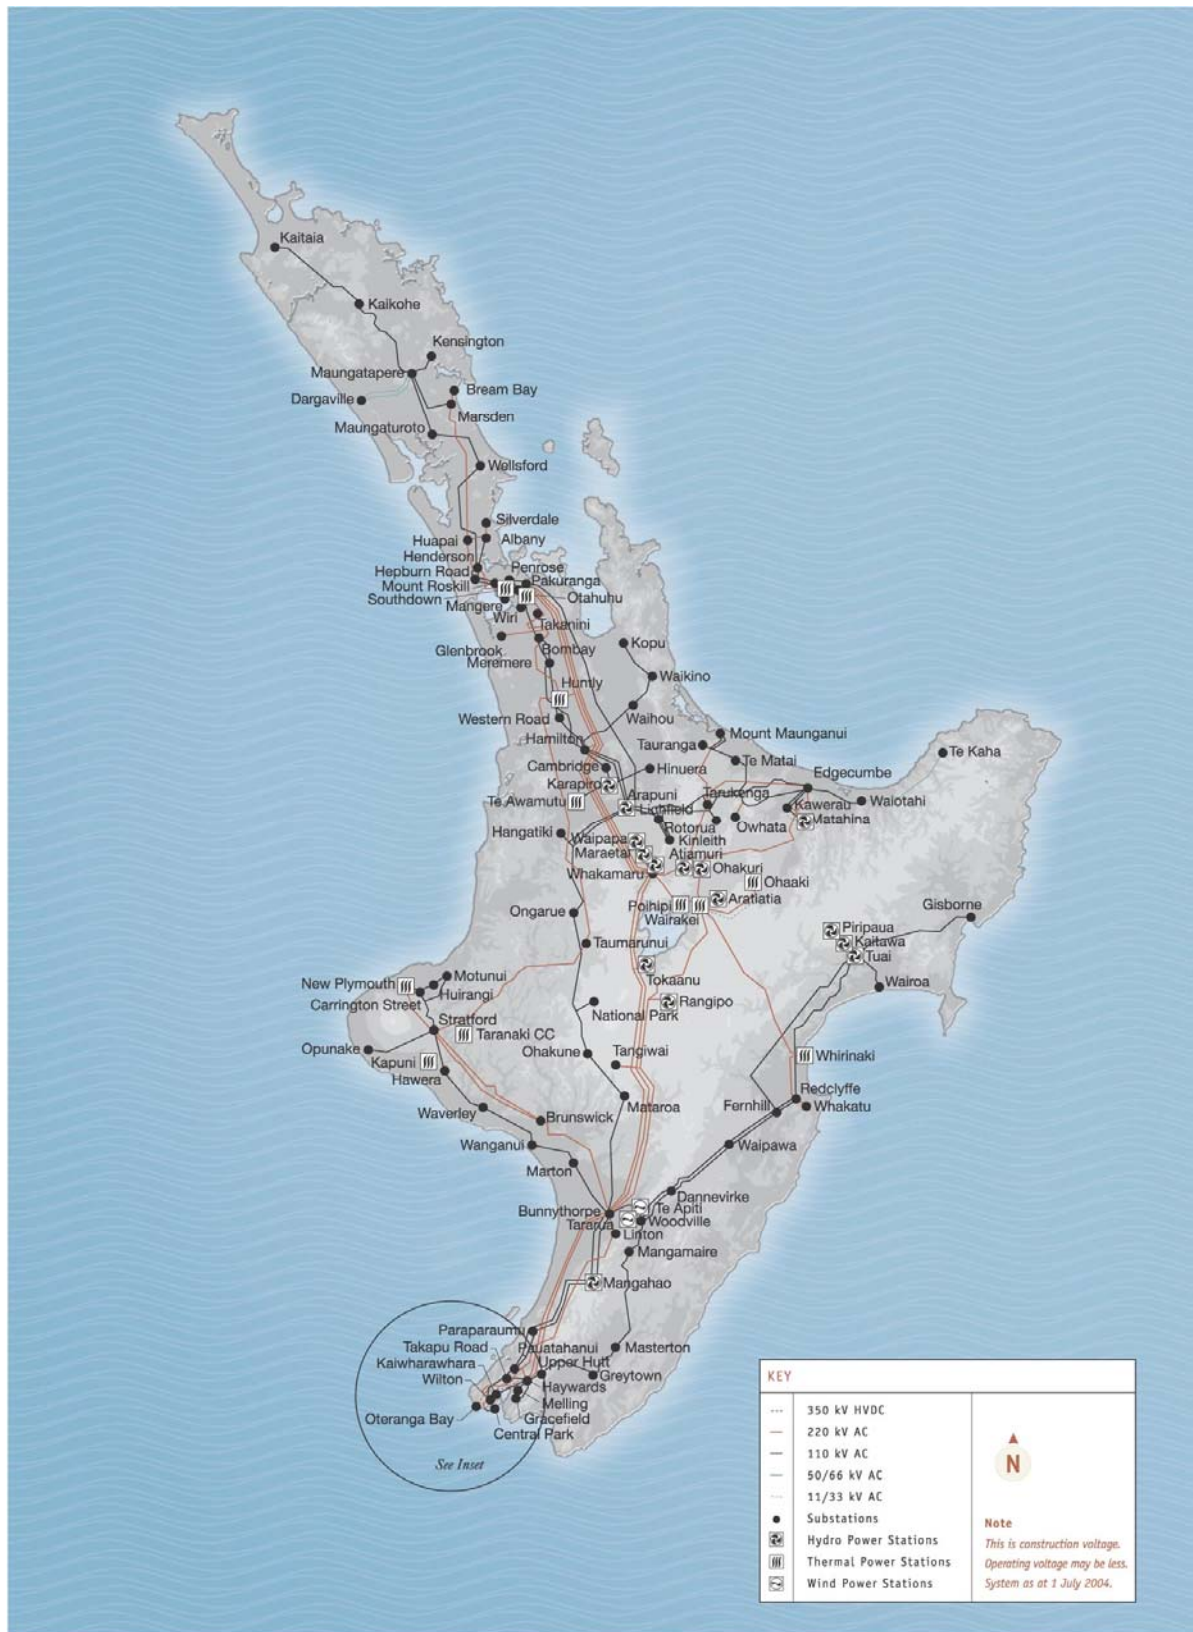 Kaitaia
Kaikohe
Kensington
Maungatapere
Bream Bay
Dargaville
Marsden
Maungaturoto
Wellsford
Silverdale
Huapai
Albany
Henderson
Penrose
Hepburn Road
Pakuranga
Mount Roskill
Otahuhu
Southdown
Mangere
Wiri
Takanini
Glenbrook
Bombay
Kopu
Meremere
Waikino
Huntly
Western Road
Waihou
Hamilton
Tauranga
Mount Maunganui
Te Kaha
Cambridge
Hinuera
Te Matai
Edgecumbe
Karapiro
Te Awamutu
Arapuni
Tarukenga
Kawerau
Waiotahi
Lichfield
Matahina
Hangatiki
Waipapa
Rotorua
Owhata
Kinleith
Maraetai
Atiamuri
Whakamaru
Ohakuri
Ohaaki
Poihipi
Aratiatia
Gisborne
Ongarue
Wairakei
Piripaua
Kaitawa
Taumarunui
Tuai
Tokaanu
New Plymouth
Motunui
Wairoa
Huirangi
Carrington Street
National Park
Rangipo
Stratford
Taranaki CC
Opunake
Ohakune
Tangiwai
Whirinaki
Kapuni
Hawera
Redclyffe
Mataroa
Fernhill
Whakatu
Waverley
Brunswick
Wanganui
Waipawa
Marton
Dannevirke
Bunnythorpe
Te Apiti
Tararua
Woodville
Linton
Mangamaire
Mangahao
Paraparaumu
Takapu Road
Pauatahanui
Masterton
Kaiwharawhara
Upper Hutt
Wilton
Haywards
Greytown
Melling
Oteranga Bay
Gracefield
Central Park
See Inset
KEY
350 kV HVDC
220 kV AC
110 kV AC
50/66 kV AC
11/33 kV AC
Substations
Hydro Power Stations
Thermal Power Stations
Wind Power Stations
N
Note
This is construction voltage.
Operating voltage may be less.
System as at 1 July 2004.